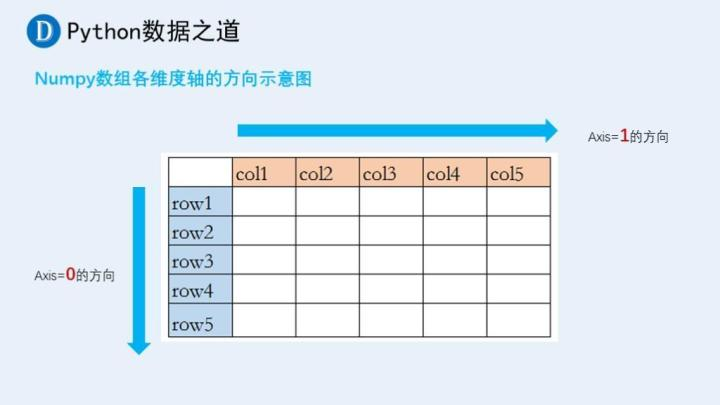 D Python数据之道
Numpy数组各维度轴的方向示意图
Axis=1的方向
col1 col2 col3 col4 col5
row1
row2
row3
row4
row5
Axis=0的方向